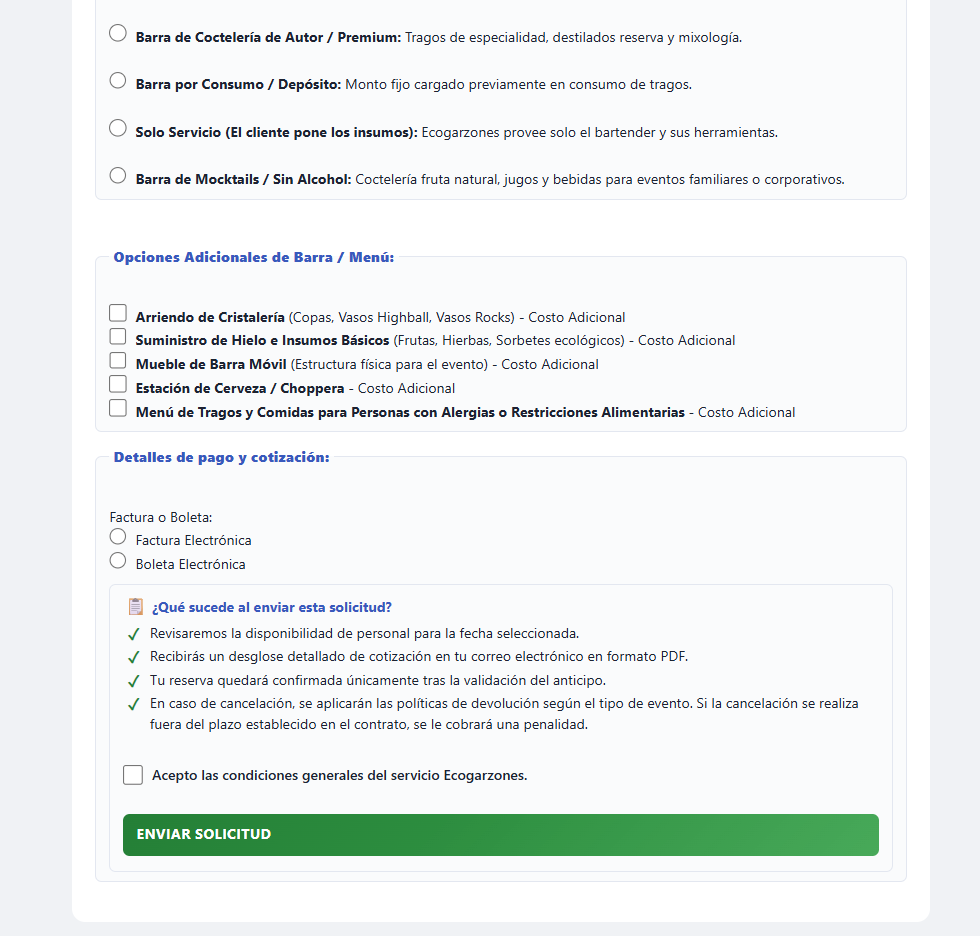 Barra de Coctelería de Autor / Premium: Tragos de especialidad, destilados reserva y mixología.
Barra por Consumo / Depósito: Monto fijo cargado previamente en consumo de tragos.
Solo Servicio (El cliente pone los insumos): Ecogarzones provee solo el bartender y sus herramientas.
Barra de Mocktails / Sin Alcohol: Coctelería fruta natural, jugos y bebidas para eventos familiares o corporativos.
Opciones Adicionales de Barra / Menú:
Arriendo de Cristalería (Copas, Vasos Highball, Vasos Rocks) - Costo Adicional
Suministro de Hielo e Insumos Básicos (Frutas, Hierbas, Sorbetes ecológicos) - Costo Adicional
Mueble de Barra Móvil (Estructura física para el evento) - Costo Adicional
Estación de Cerveza / Choppera - Costo Adicional
Menú de Tragos y Comidas para Personas con Alergias o Restricciones Alimentarias - Costo Adicional
Detalles de pago y cotización:
Factura o Boleta:
Factura Electrónica
Boleta Electrónica
¿Qué sucede al enviar esta solicitud?
Revisaremos la disponibilidad de personal para la fecha seleccionada.
Recibirás un desglose detallado de cotización en tu correo electrónico en formato PDF.
Tu reserva quedará confirmada únicamente tras la validación del anticipo.
En caso de cancelación, se aplicarán las políticas de devolución según el tipo de evento. Si la cancelación se realiza
fuera del plazo establecido en el contrato, se le cobrará una penalidad.
Acepto las condiciones generales del servicio Ecogarzones.
ENVIAR SOLICITUD